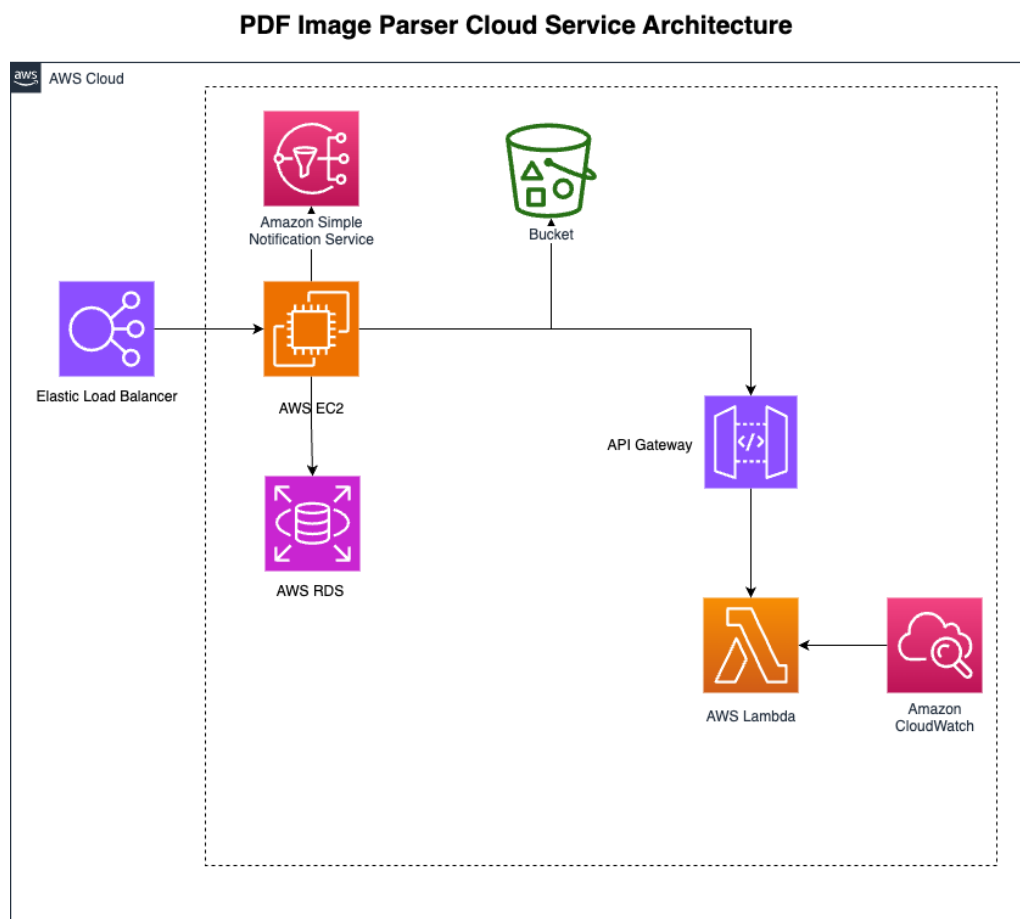 PDF Image Parser Cloud Service Architecture
aws
AWS Cloud
Amazon Simple
Notification Service
Bucket
Elastic Load Balancer
AWS EC2
API Gateway
</>
AWS RDS
AWS Lambda
Amazon
CloudWatch